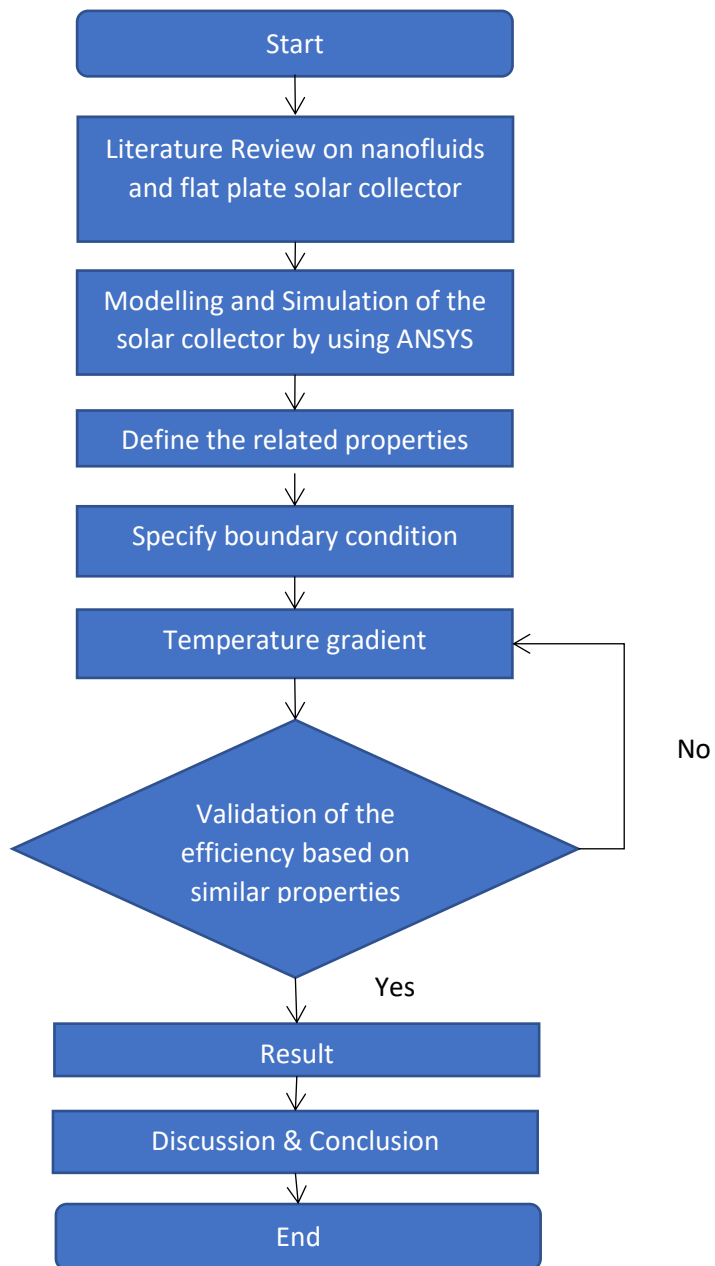 Start
Literature Review on nanofluids
and flat plate solar collector
Modelling and Simulation of the
solar collector by using ANSYS
Define the related properties
Specify boundary condition
Temperature gradient
No
Validation of the
efficiency based on
similar properties
Yes
Result
Discussion & Conclusion
End